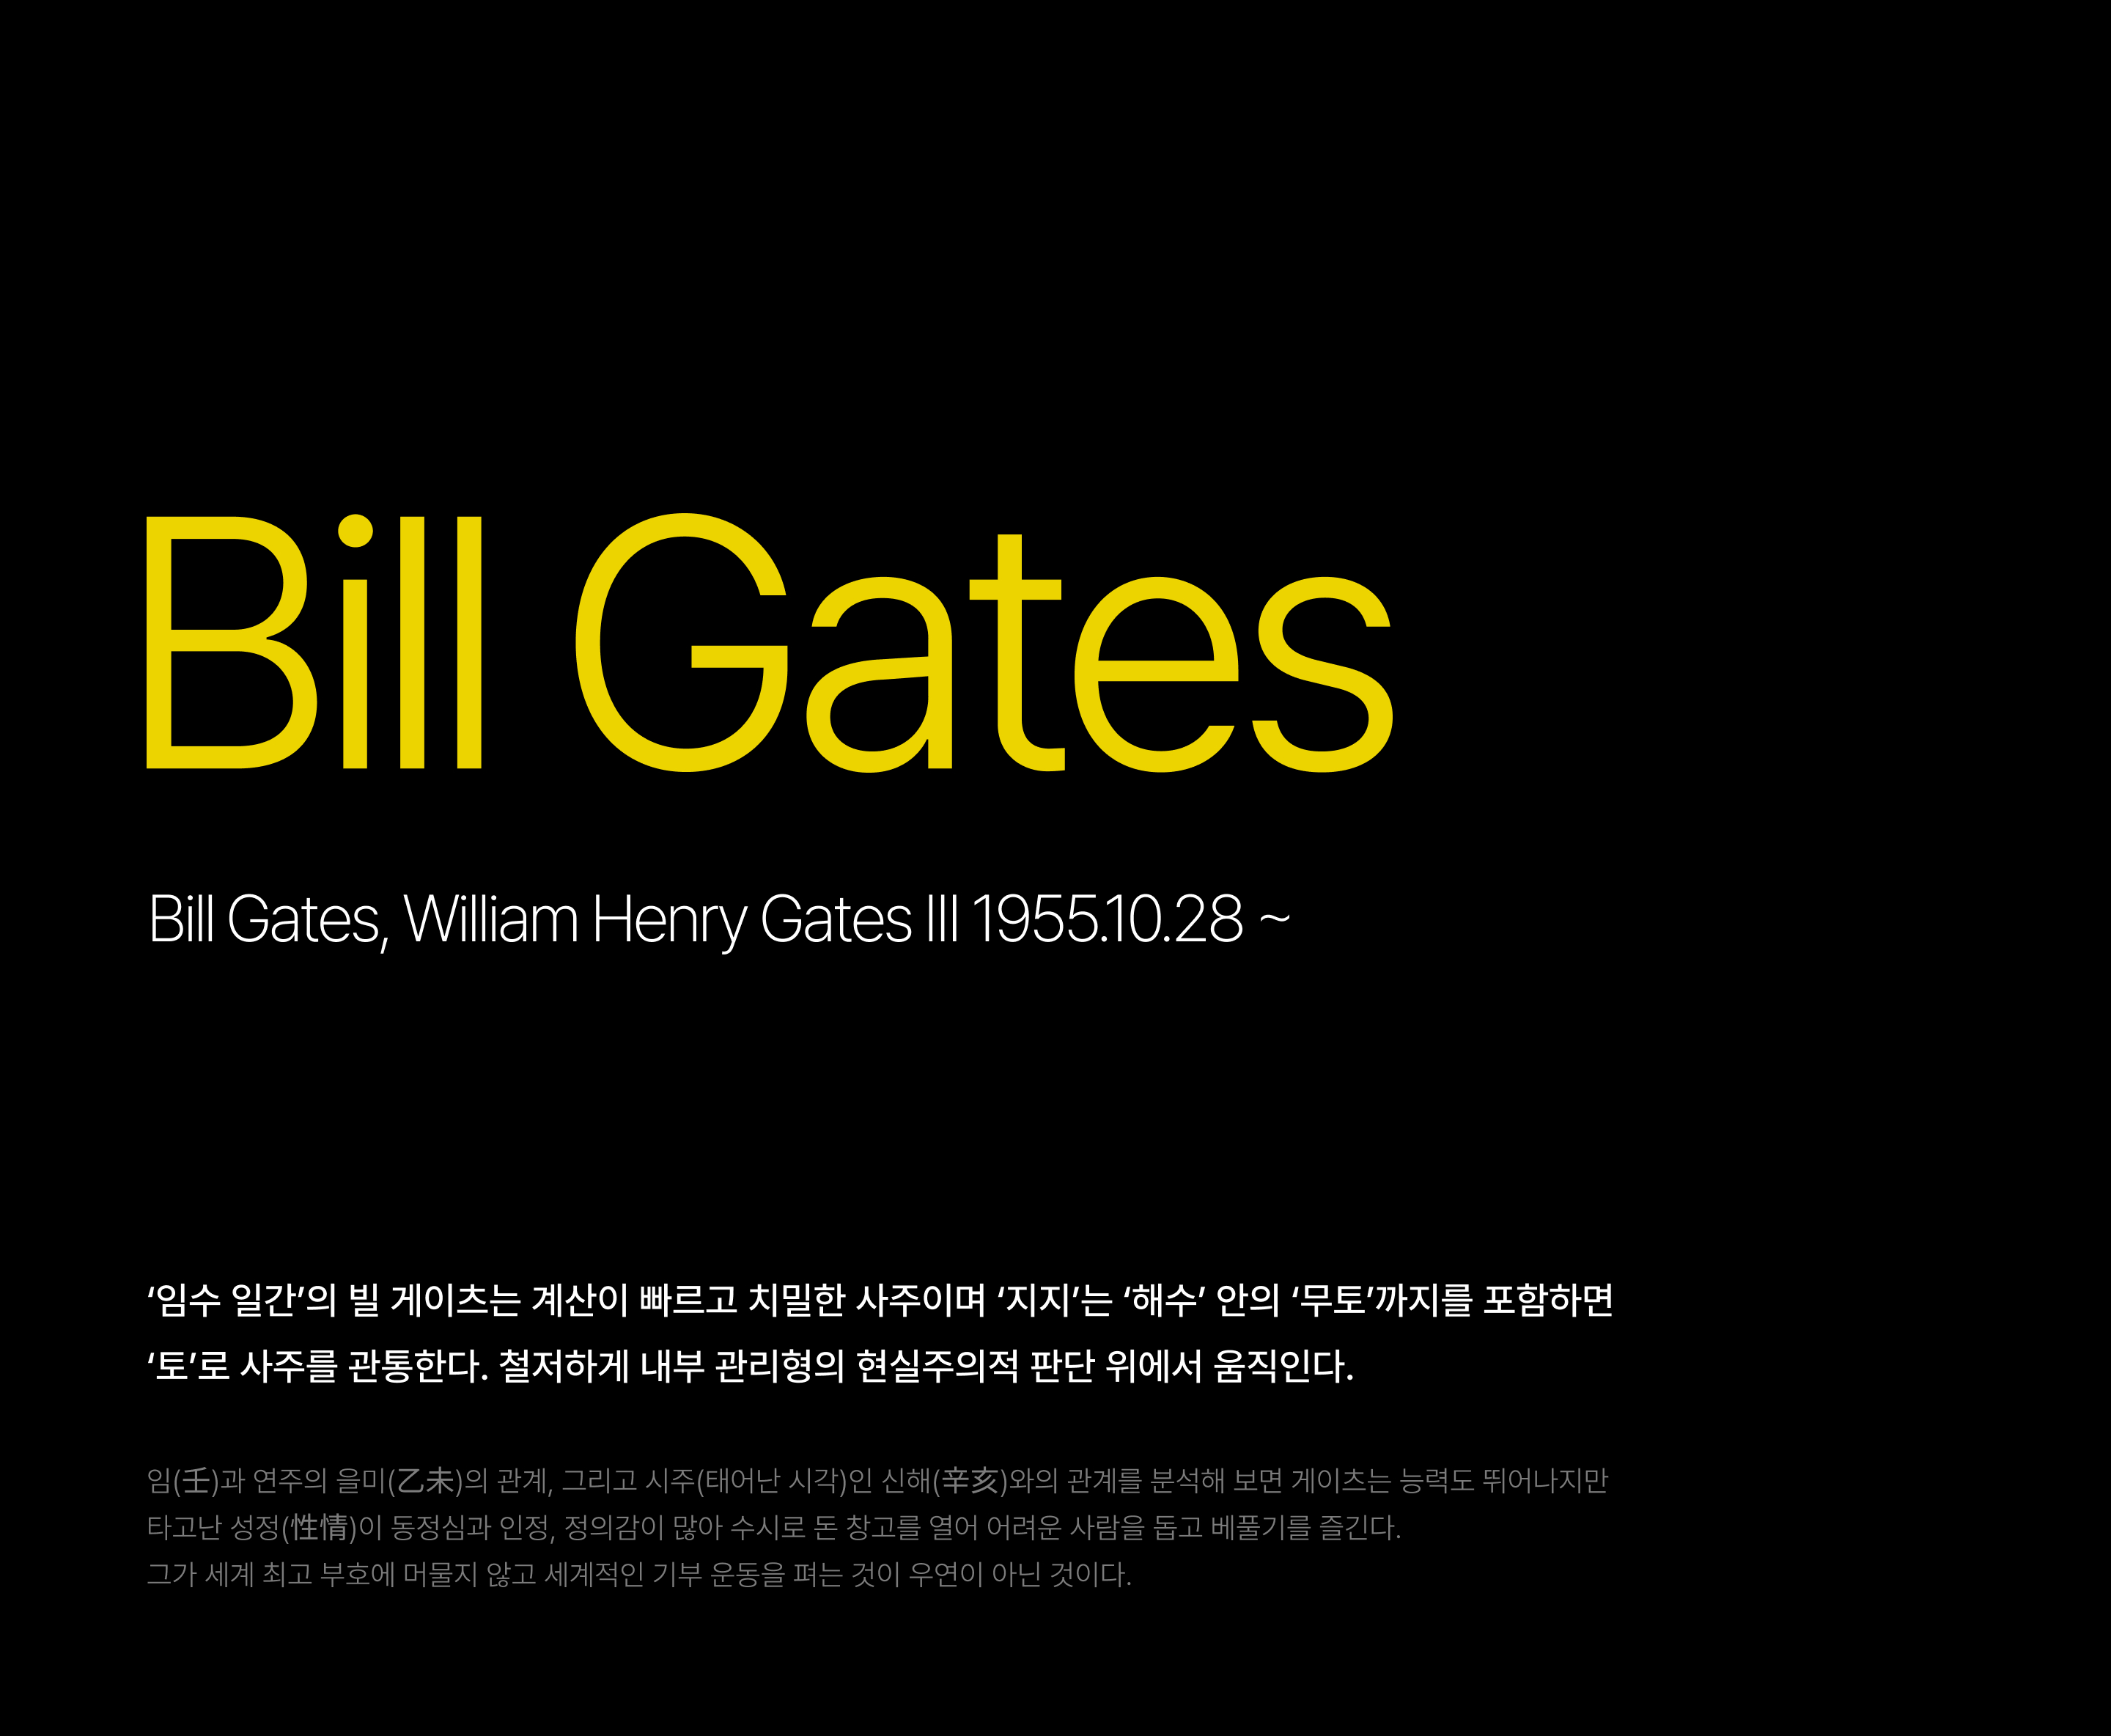 Bill Gates
Bill Gates, William Henry Gates III 1955.10.28 ~
‘임수 일간’의 빌 게이츠는 계산이 빠르고 치밀한 사주이며 ‘지지’는 ‘해수’ 안의 ‘무토’까지를 포함하면
‘토’로 사주를 완동한다. 철저하게 내부 관리형의 현실주의적 판단 위에서 움직인다.
임(壬)과 연주의 을미(乙未)의 관계, 그리고 시주(태어난 시각)인 신해(辛亥)와의 관계를 분석해 보면 게이츠는 능력도 뛰어나지만
타고난 성정(性情)이 동정심과 인정, 정의감이 많아 수시로 돈 창고를 열어 어려운 사람을 돕고 베풀기를 즐긴다.
그가 세계 최고 부호에 머물지 않고 세계적인 기부 운동을 펴는 것이 우연이 아닌 것이다.